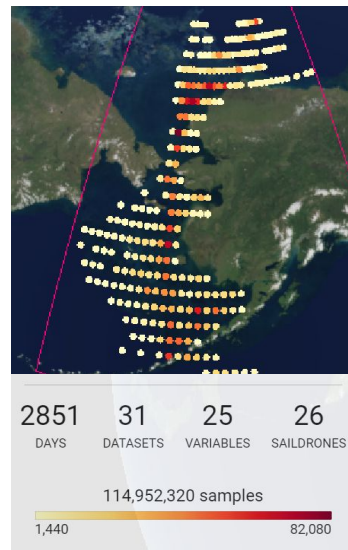 2851 31 25 26
DAYS DATASETS VARIABLES SAILDRONES
114,952,320 samples
1,440 82,080